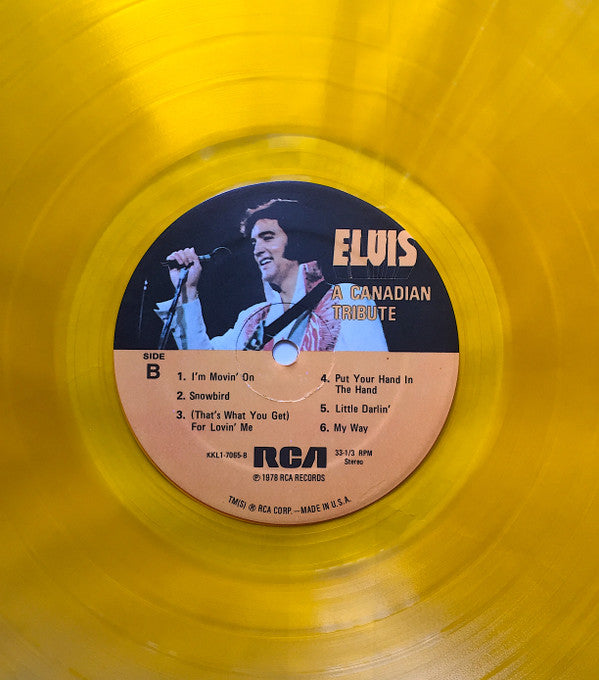 ELVIS
A CANADIAN
TRIBUTE
SIDE
B
1. I'm Movin' On
2. Snowbird
3. (That's What You Get)
For Lovin' Me
4. Put Your Hand In
The Hand
5. Little Darlin'
6. My Way
KKL1-7065-B
RCA
33-1/3 RPM
Stereo
℗ 1978 RCA RECORDS
TM(S) ® RCA CORP. — MADE IN U.S.A.